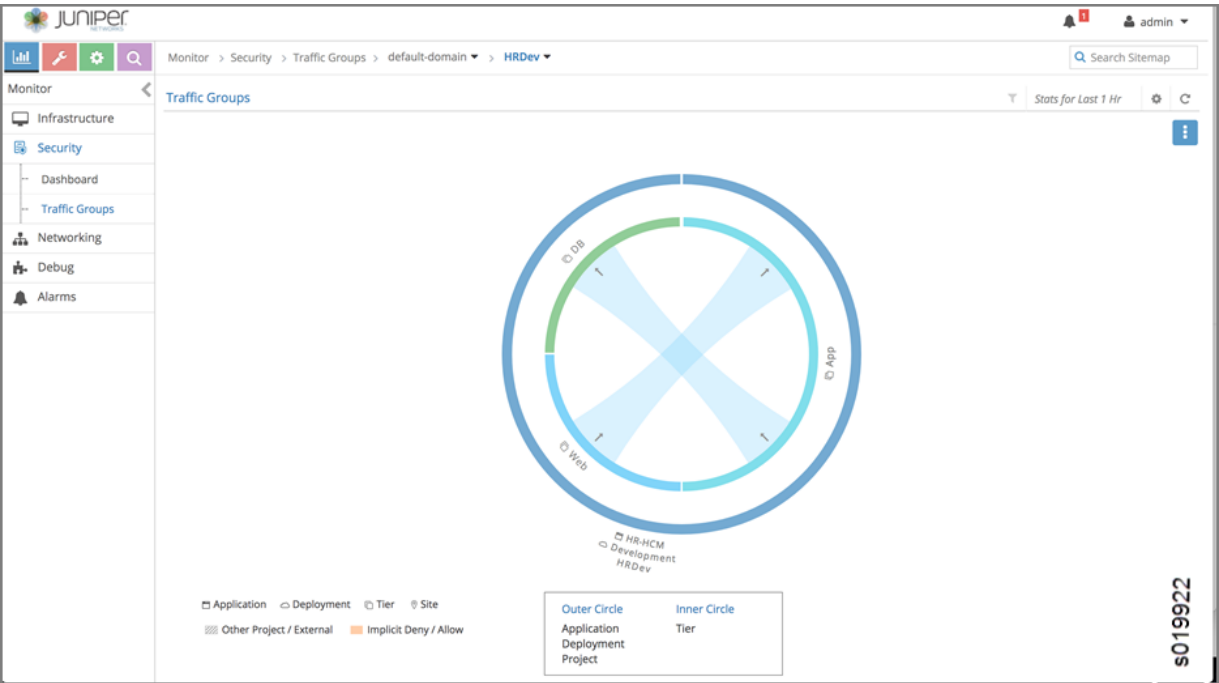 JUNIPER
NETWORKS
1
admin
Monitor > Security > Traffic Groups > default-domain > HRDev
Search Sitemap
Monitor
Traffic Groups
Stats for Last 1 Hr
Infrastructure
Security
Dashboard
Traffic Groups
Networking
Debug
Alarms
DB
App
Web
HR-HCM
Development
HRDev
Application Deployment Tier Site
Other Project / External Implicit Deny / Allow
Outer Circle Inner Circle
Application Tier
Deployment
Project
s019922